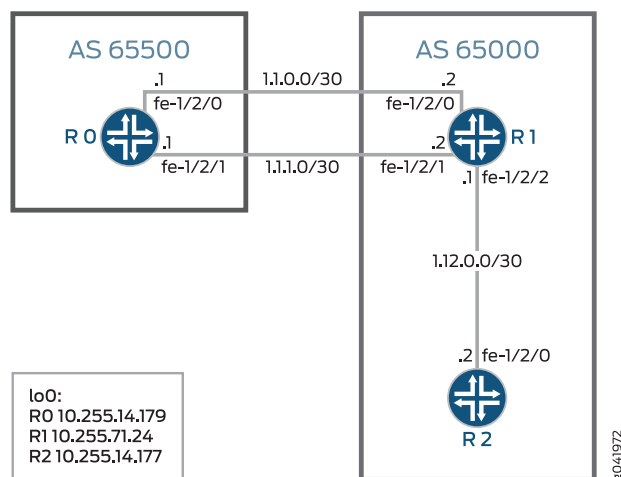 AS 65500
AS 65000
.1 1.1.0.0/30 .2
fe-1/2/0 fe-1/2/0
R 0 .1 .2 R 1
fe-1/2/1 1.1.1.0/30 fe-1/2/1
.1 fe-1/2/2
1.12.0.0/30
.2 fe-1/2/0
R 2
lo0:
R0 10.255.14.179
R1 10.255.71.24
R2 10.255.14.177
g041972